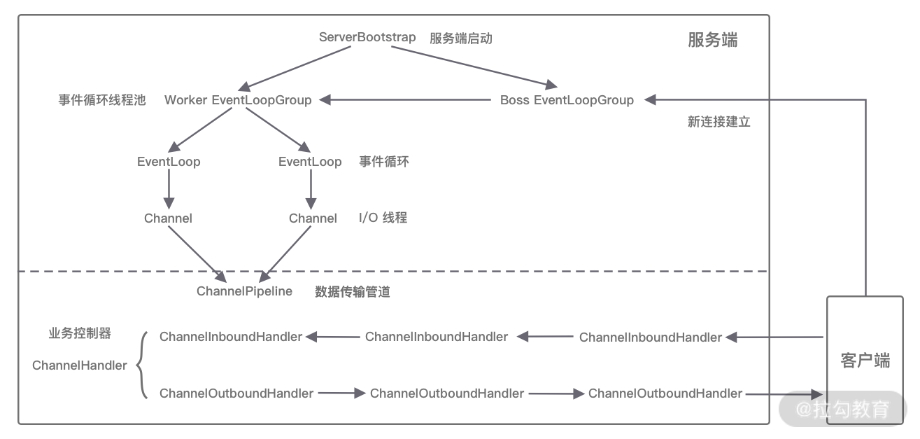 ServerBootstrap 服务端启动
服务端
事件循环线程池 Worker EventLoopGroup Boss EventLoopGroup
新连接建立
EventLoop EventLoop 事件循环
Channel Channel I/O 线程
ChannelPipeline 数据传输管道
业务控制器
ChannelHandler
ChannelInboundHandler ChannelInboundHandler ChannelInboundHandler
客户端
ChannelOutboundHandler ChannelOutboundHandler ChannelOutboundHandler
@拉勾教育